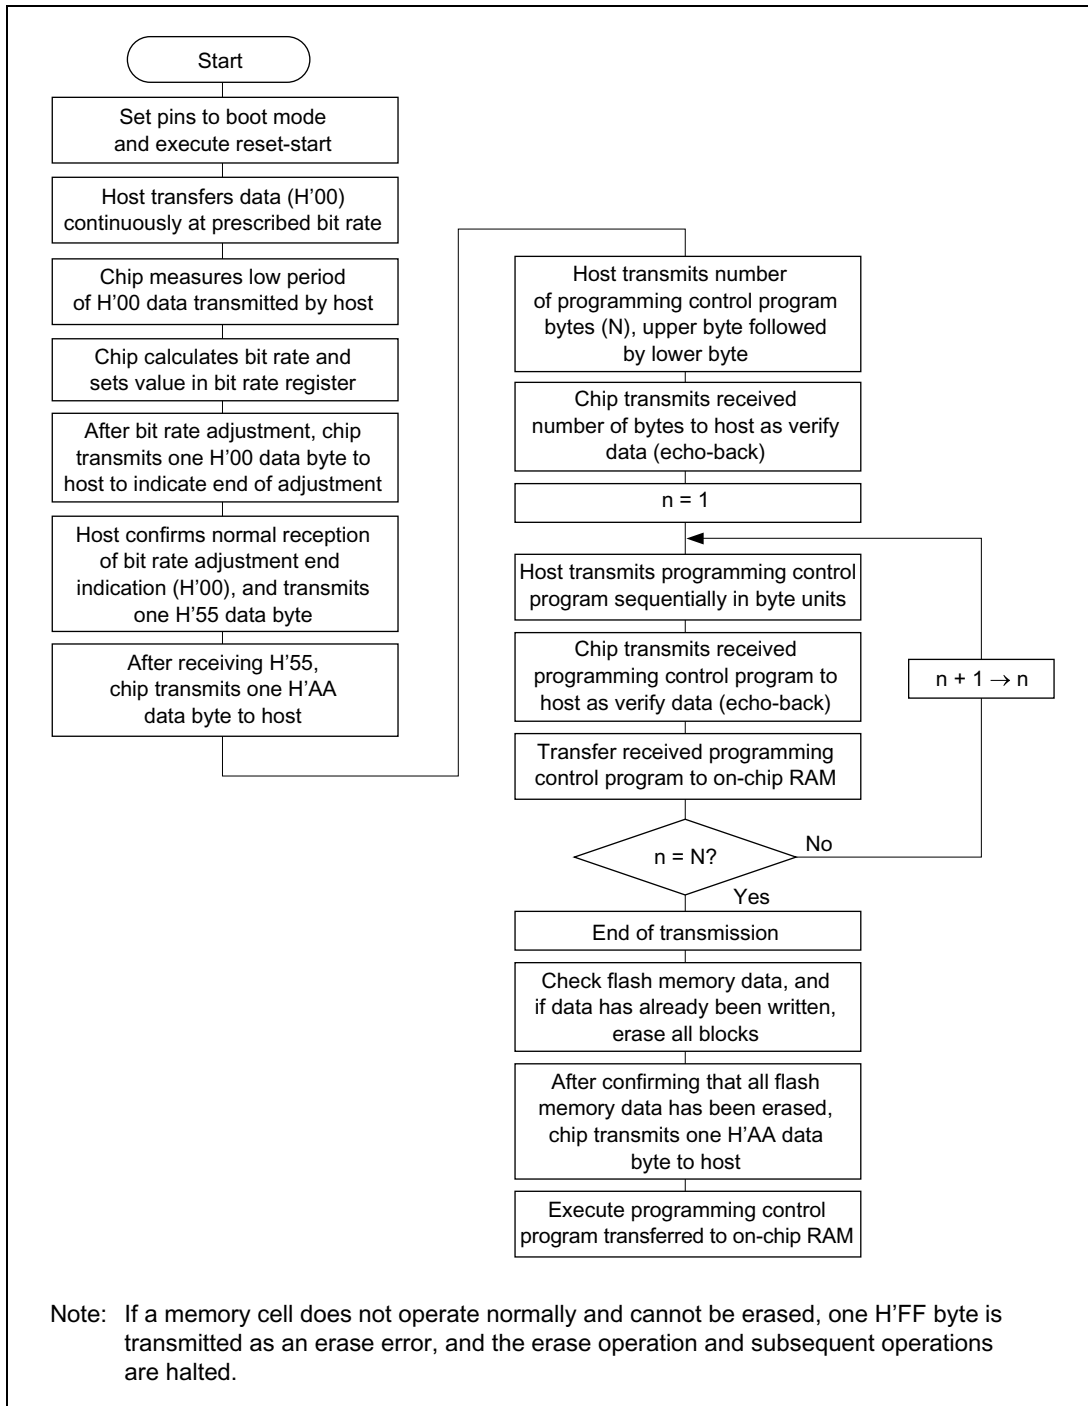 Start
Set pins to boot mode
and execute reset-start
Host transfers data (H’00)
continuously at prescribed bit rate
Chip measures low period
of H’00 data transmitted by host
Chip calculates bit rate and
sets value in bit rate register
After bit rate adjustment, chip
transmits one H’00 data byte to
host to indicate end of adjustment
Host confirms normal reception
of bit rate adjustment end
indication (H’00), and transmits
one H’55 data byte
After receiving H’55,
chip transmits one H’AA
data byte to host
Host transmits number
of programming control program
bytes (N), upper byte followed
by lower byte
Chip transmits received
number of bytes to host as verify
data (echo-back)
n = 1
Host transmits programming control
program sequentially in byte units
Chip transmits received
programming control program to
host as verify data (echo-back)
n + 1 → n
Transfer received programming
control program to on-chip RAM
n = N?
No
Yes
End of transmission
Check flash memory data, and
if data has already been written,
erase all blocks
After confirming that all flash
memory data has been erased,
chip transmits one H’AA data
byte to host
Execute programming control
program transferred to on-chip RAM
Note: If a memory cell does not operate normally and cannot be erased, one H’FF byte is
transmitted as an erase error, and the erase operation and subsequent operations
are halted.